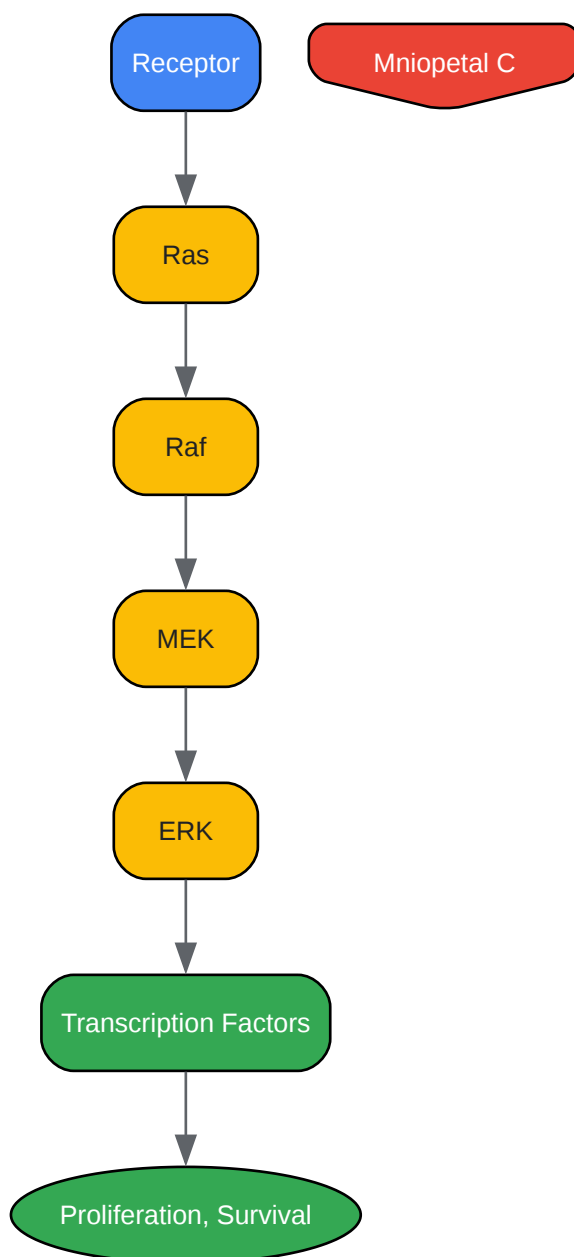 Receptor
Mniopetal C
Ras
Raf
MEK
ERK
Transcription Factors
Proliferation, Survival